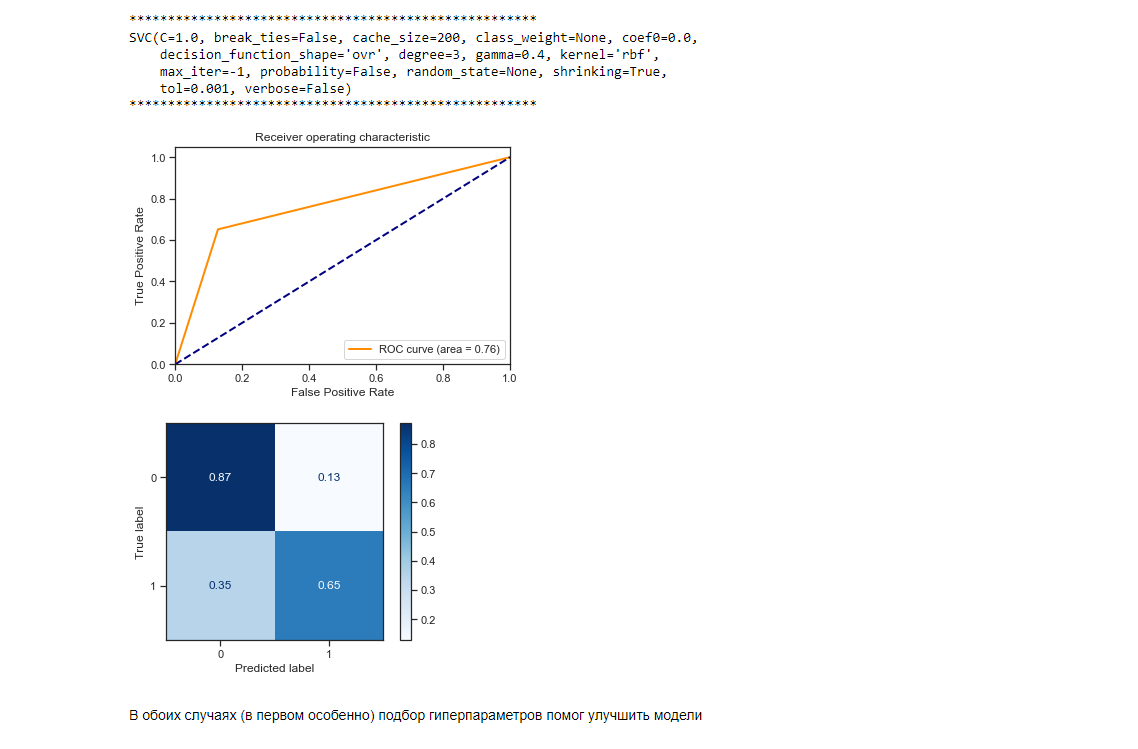 *****************************************************
SVC(C=1.0, break_ties=False, cache_size=200, class_weight=None, coef0=0.0,
    decision_function_shape='ovr', degree=3, gamma=0.4, kernel='rbf',
    max_iter=-1, probability=False, random_state=None, shrinking=True,
    tol=0.001, verbose=False)
*****************************************************
Receiver operating characteristic
1.0
0.8
0.6
0.4
0.2
0.0
True Positive Rate
ROC curve (area = 0.76)
0.0 0.2 0.4 0.6 0.8 1.0
False Positive Rate
0 0.87 0.13
1 0.35 0.65
True label
0 1
Predicted label
0.8
0.7
0.6
0.5
0.4
0.3
0.2
В обоих случаях (в первом особенно) подбор гиперпараметров помог улучшить модели